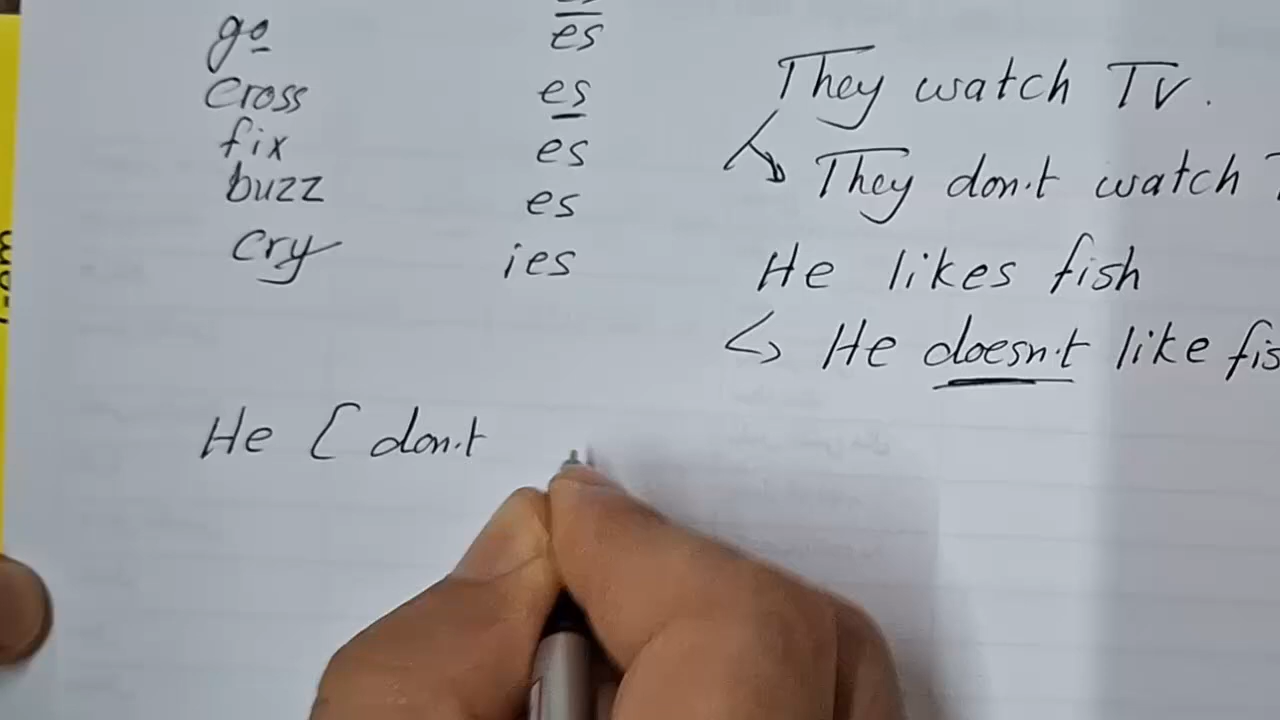 go es
cross es
fix es
buzz es
cry ies
They watch TV.
They don't watch
He likes fish
He doesn't like
He ( don't